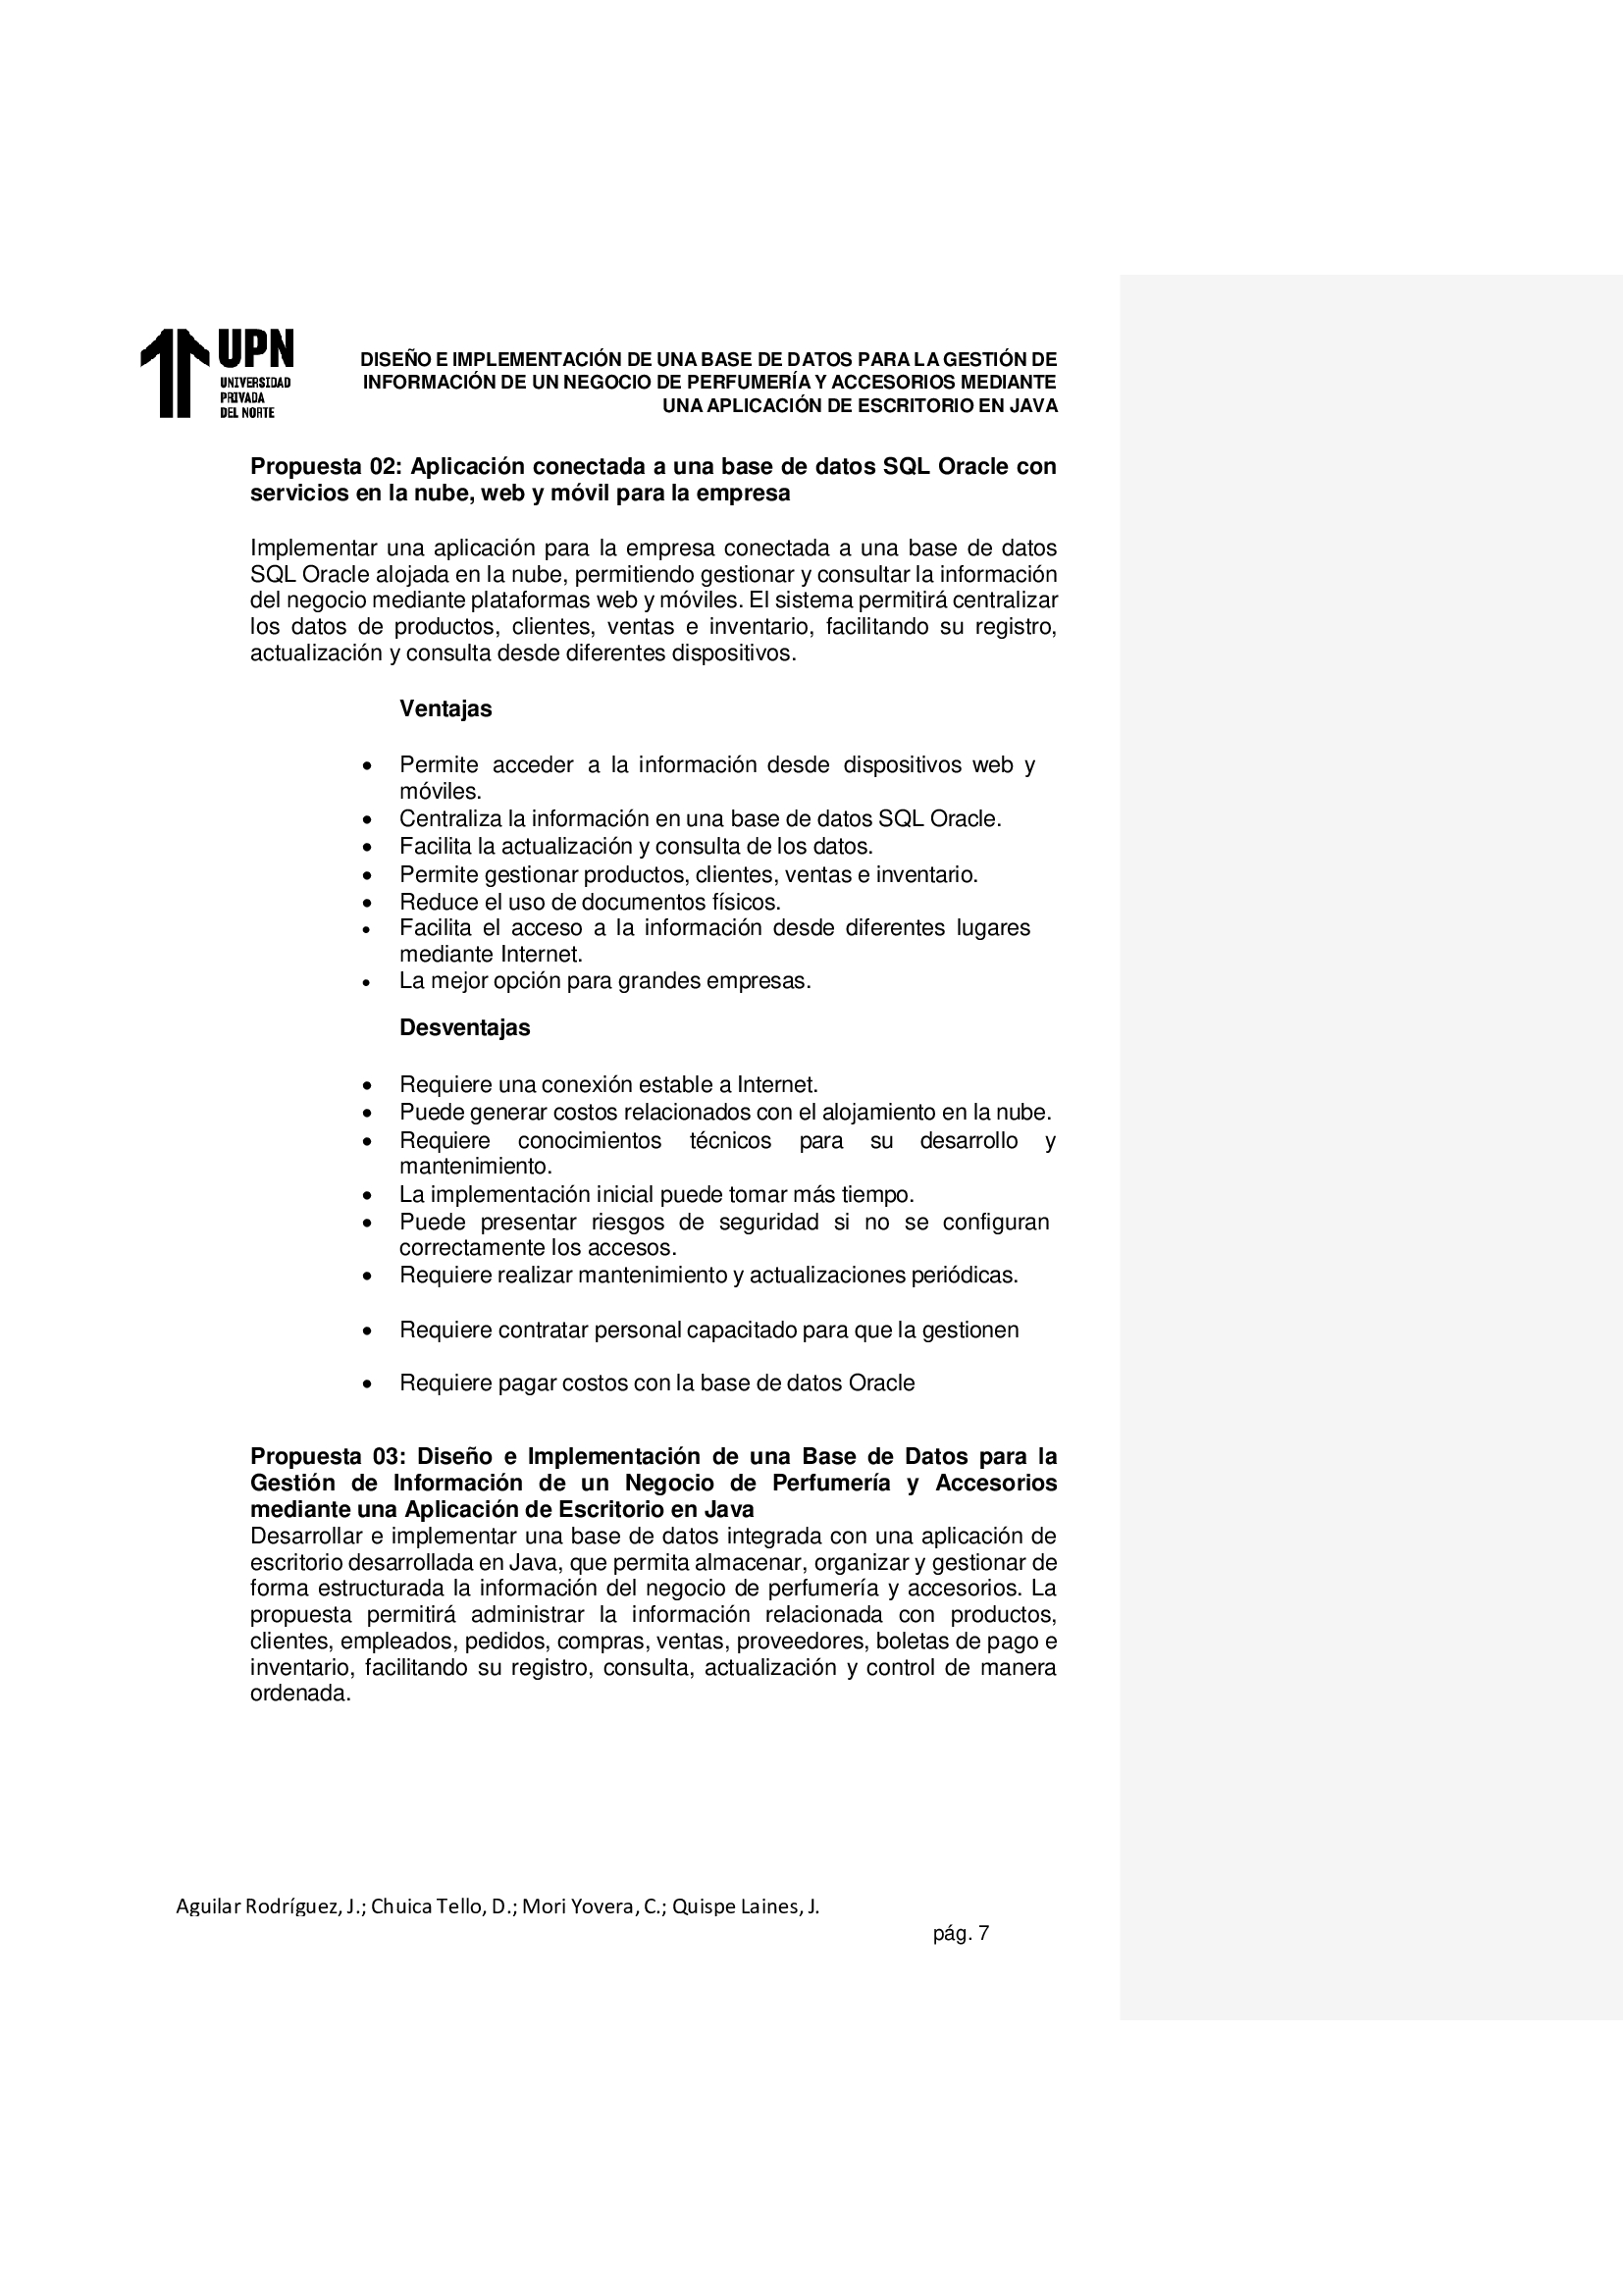 UPN
UNIVERSIDAD
PRIVADA
DEL NORTE
DISEÑO E IMPLEMENTACIÓN DE UNA BASE DE DATOS PARA LA GESTIÓN DE
INFORMACIÓN DE UN NEGOCIO DE PERFUMERÍA Y ACCESORIOS MEDIANTE
UNA APLICACIÓN DE ESCRITORIO EN JAVA
Propuesta 02: Aplicación conectada a una base de datos SQL Oracle con
servicios en la nube, web y móvil para la empresa
Implementar una aplicación para la empresa conectada a una base de datos
SQL Oracle alojada en la nube, permitiendo gestionar y consultar la información
del negocio mediante plataformas web y móviles. El sistema permitirá centralizar
los datos de productos, clientes, ventas e inventario, facilitando su registro,
actualización y consulta desde diferentes dispositivos.
Ventajas
• Permite acceder a la información desde dispositivos web y
móviles.
• Centraliza la información en una base de datos SQL Oracle.
• Facilita la actualización y consulta de los datos.
• Permite gestionar productos, clientes, ventas e inventario.
• Reduce el uso de documentos físicos.
• Facilita el acceso a la información desde diferentes lugares
mediante Internet.
• La mejor opción para grandes empresas.
Desventajas
• Requiere una conexión estable a Internet.
• Puede generar costos relacionados con el alojamiento en la nube.
• Requiere conocimientos técnicos para su desarrollo y
mantenimiento.
• La implementación inicial puede tomar más tiempo.
• Puede presentar riesgos de seguridad si no se configuran
correctamente los accesos.
• Requiere realizar mantenimiento y actualizaciones periódicas.
• Requiere contratar personal capacitado para que la gestionen
• Requiere pagar costos con la base de datos Oracle
Propuesta 03: Diseño e Implementación de una Base de Datos para la
Gestión de Información de un Negocio de Perfumería y Accesorios
mediante una Aplicación de Escritorio en Java
Desarrollar e implementar una base de datos integrada con una aplicación de
escritorio desarrollada en Java, que permita almacenar, organizar y gestionar de
forma estructurada la información del negocio de perfumería y accesorios. La
propuesta permitirá administrar la información relacionada con productos,
clientes, empleados, pedidos, compras, ventas, proveedores, boletas de pago e
inventario, facilitando su registro, consulta, actualización y control de manera
ordenada.
Aguilar Rodríguez, J.; Chuica Tello, D.; Mori Yovera, C.; Quispe Laines, J.
pág. 7